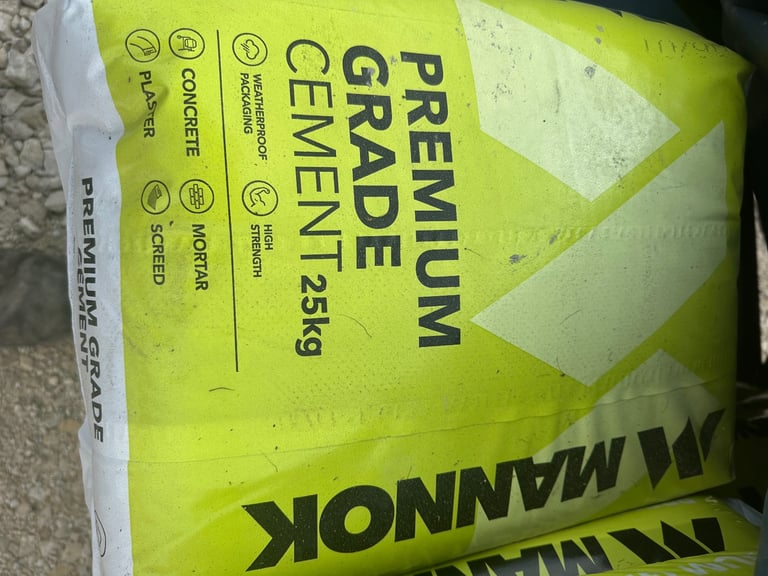 PREMIUM
GRADE
CEMENT 25kg
WEATHERPROOF
PACKAGING
HIGH
STRENGTH
CONCRETE
MORTAR
PLASTER
SCREED
PREMIUM GRADE
CEMENT
MANNOK